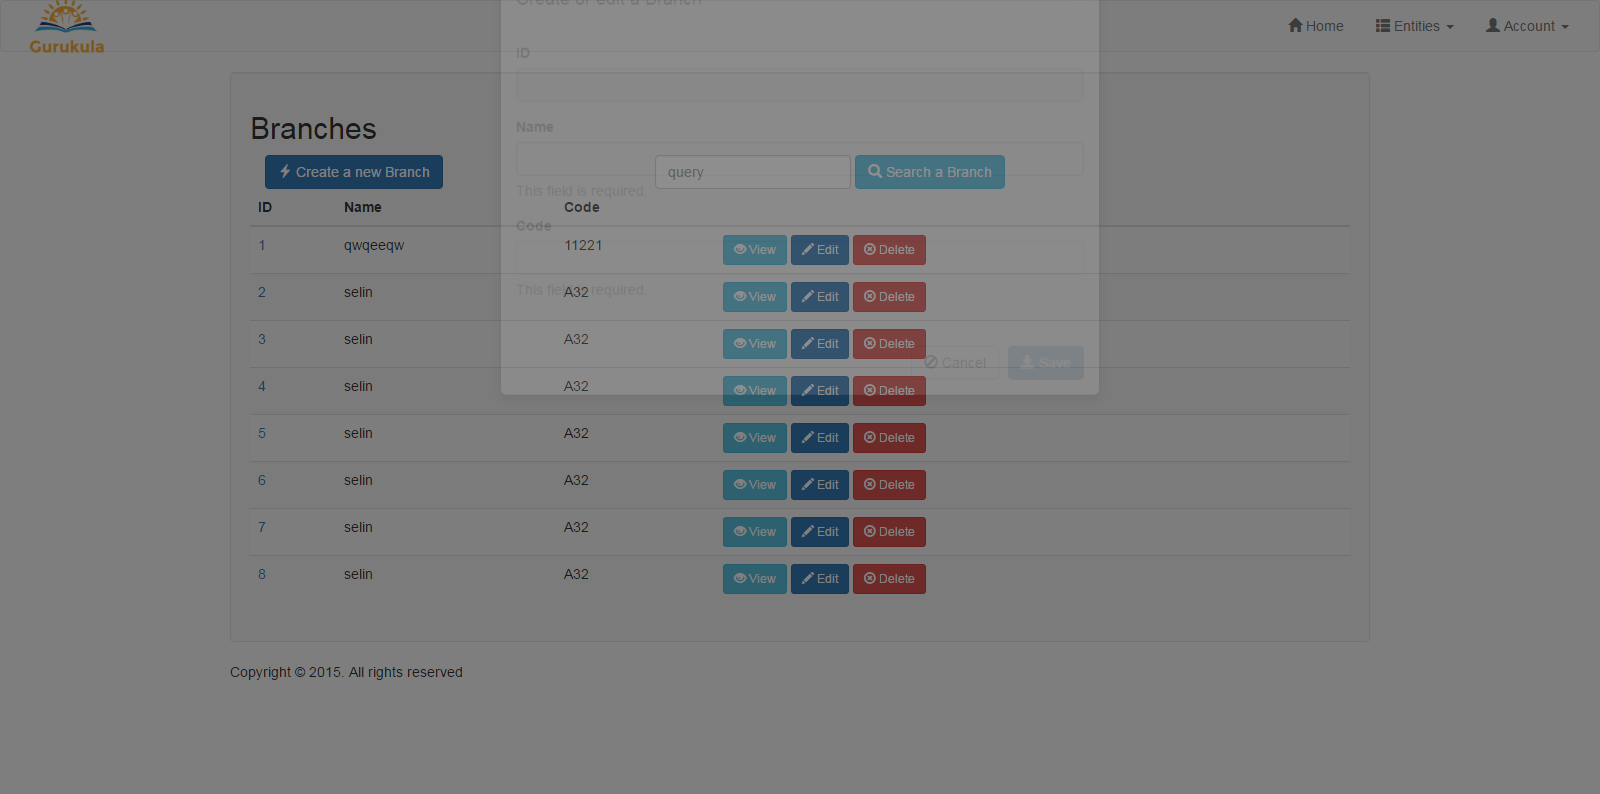 Create or edit a Branch
Gurukula
Home Entities Account
ID
Branches
Name
Create a new Branch query Search a Branch
This field is required.
ID Name Code
Code
1 qwqeeqw 11221 View Edit Delete
This field is required.
2 selin A32 View Edit Delete
3 selin A32 View Edit Delete
Cancel Save
4 selin A32 View Edit Delete
5 selin A32 View Edit Delete
6 selin A32 View Edit Delete
7 selin A32 View Edit Delete
8 selin A32 View Edit Delete
Copyright © 2015. All rights reserved